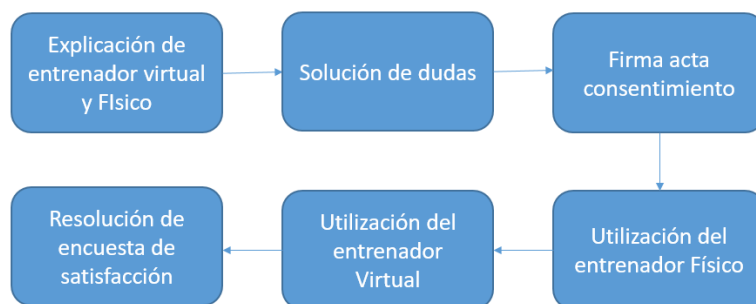 Explicación de
entrenador virtual
y FIsico
Solución de dudas
Firma acta
consentimiento
Utilización del
entrenador Físico
Utilización del
entrenador
Virtual
Resolución de
encuesta de
satisfacción